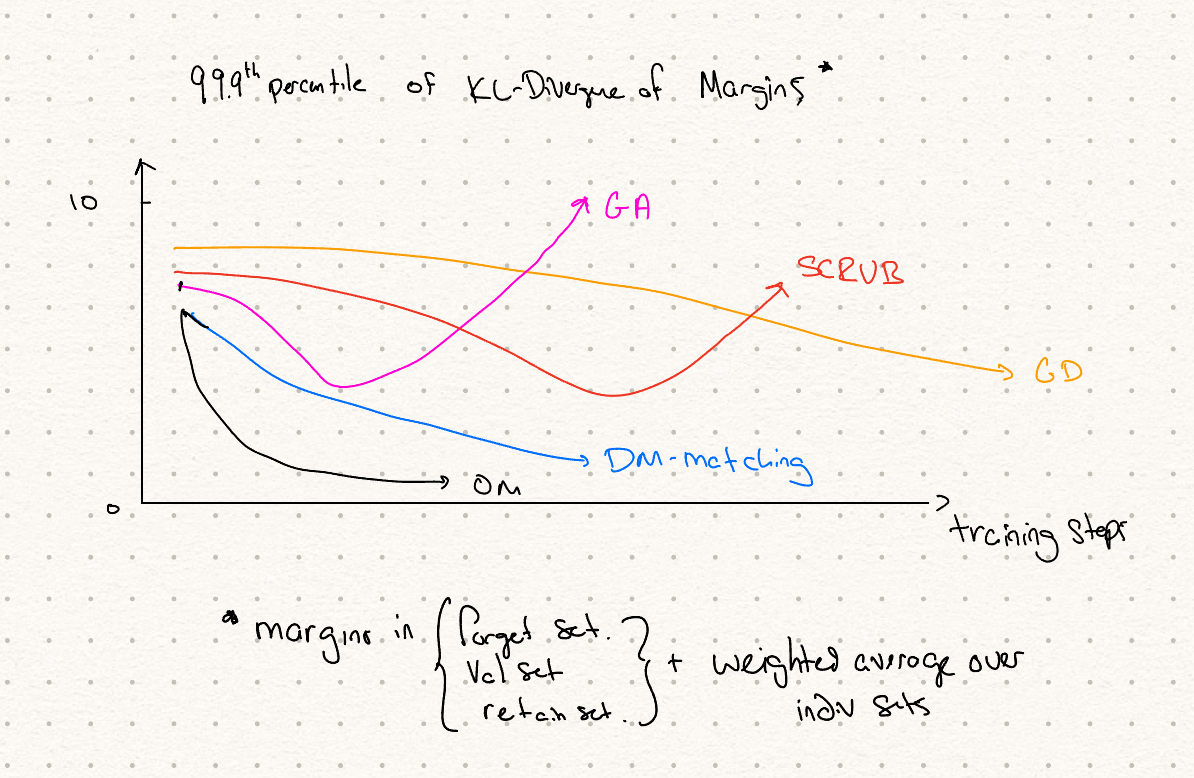 99.9th percentile of KL-Divergne of Margins*
10
GA
SCRUB
GD
DM-matching
OM
0
training steps
* margins in { forget set. } + weighted average over
val set
indiv sets
retain set.